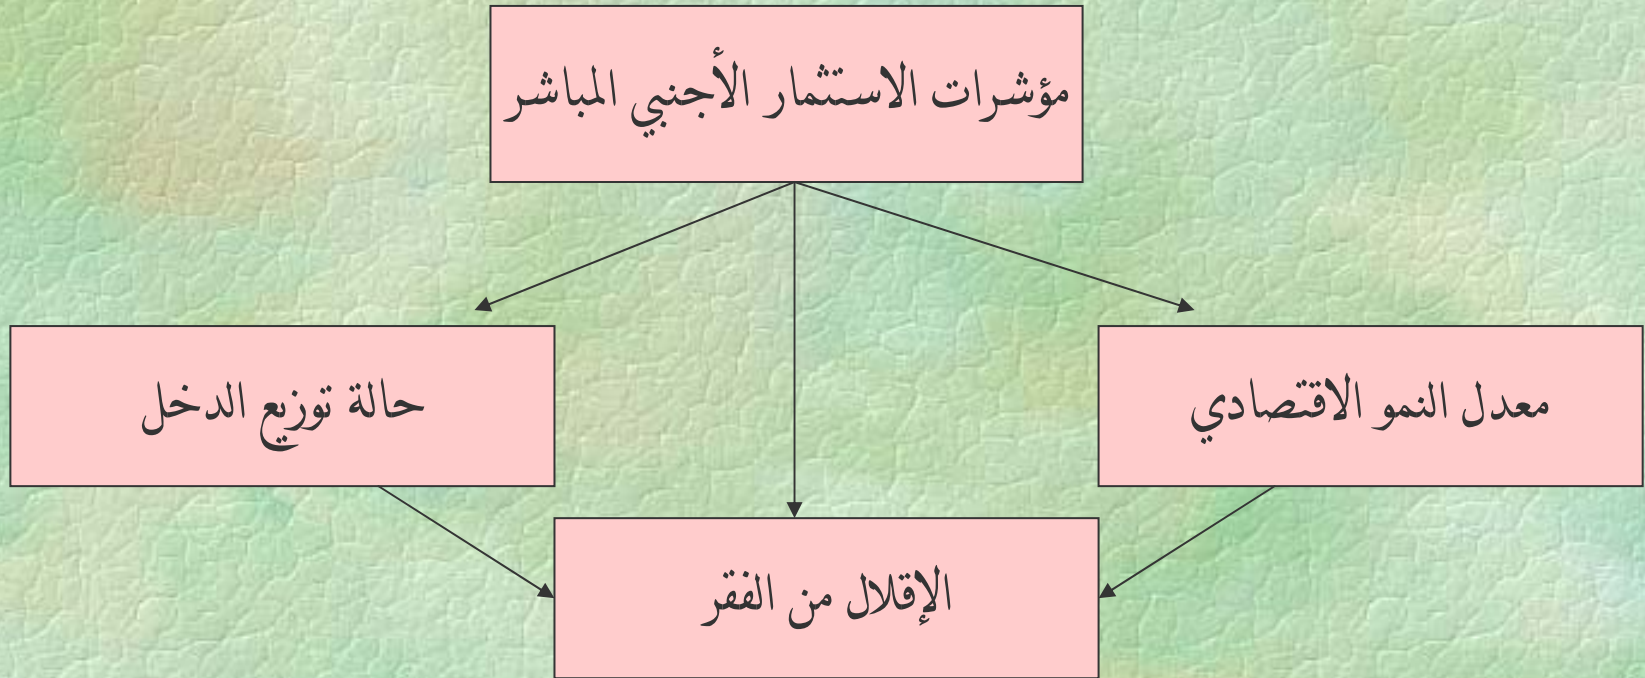 مؤشرات الاستثمار الأجنبي المباشر
معدل النمو الاقتصادي
حالة توزيع الدخل
الإقلال من الفقر